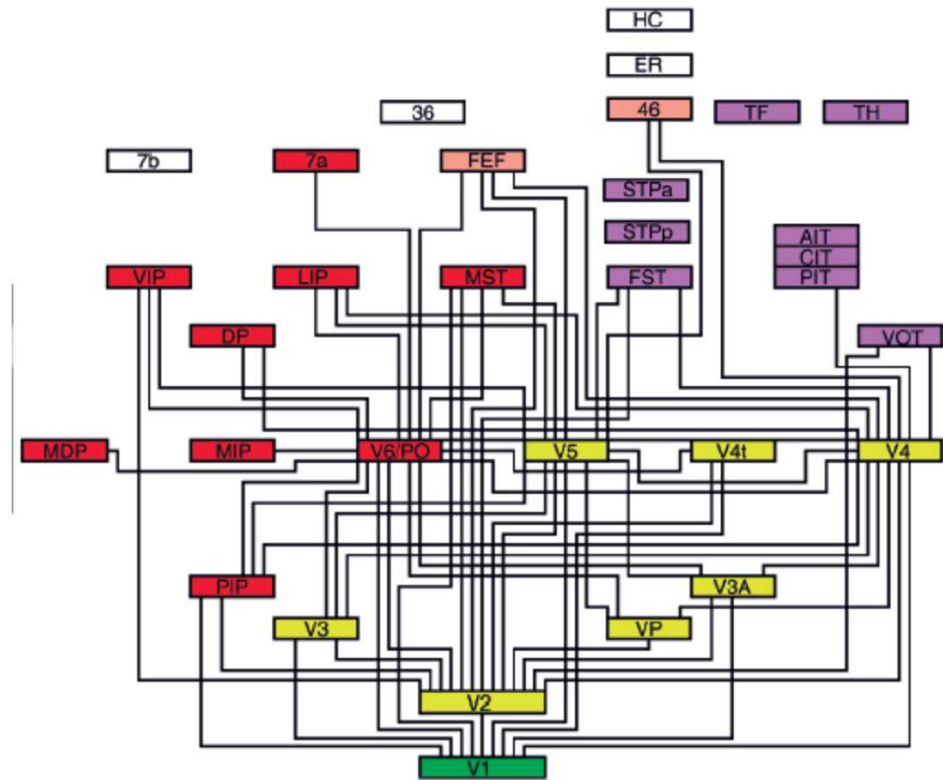 HC
ER
36
46
TF
TH
7b
7a
FEF
STPa
STPp
AIT
CIT
PIT
VIP
LIP
MST
FST
DP
VOT
MDP
MIP
V6/PO
V5
V4t
V4
PIP
V3A
V3
VP
V2
V1